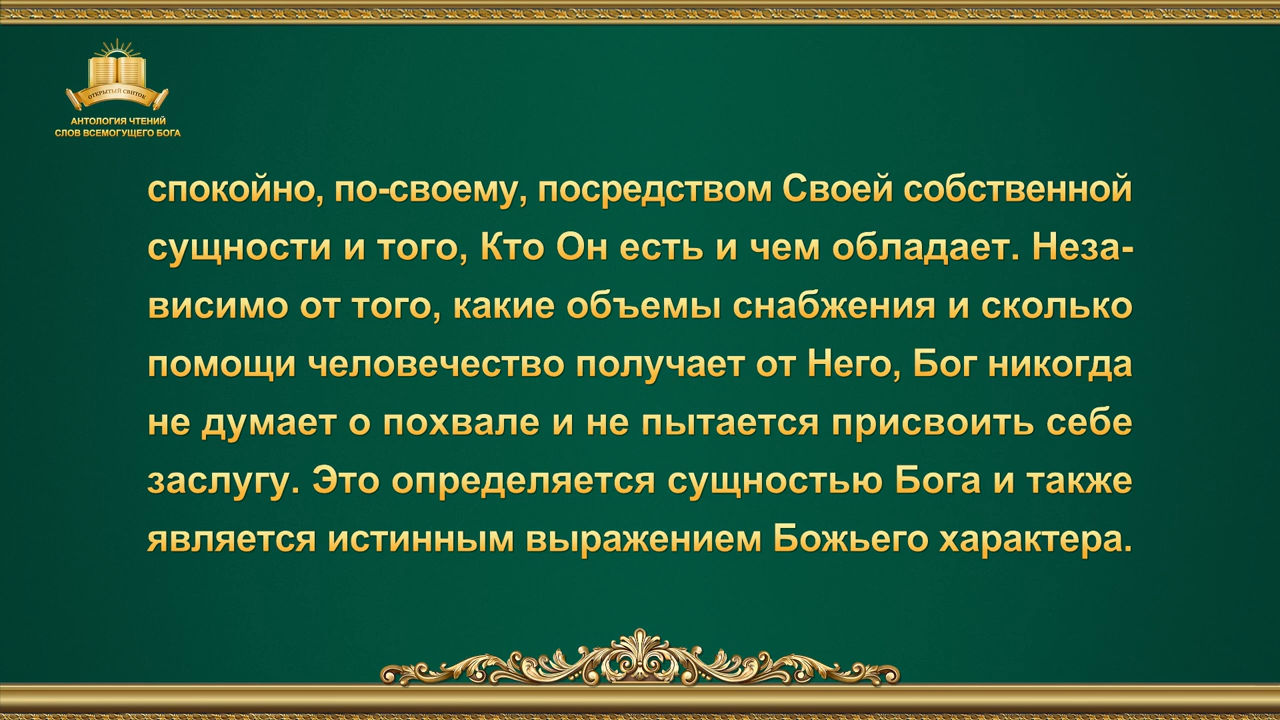 ОТКРЫТЫЙ СВИТОК
АНТОЛОГИЯ ЧТЕНИЙ
СЛОВ ВСЕМОГУЩЕГО БОГА
спокойно, по-своему, посредством Своей собственной
сущности и того, Кто Он есть и чем обладает. Неза-
висимо от того, какие объемы снабжения и сколько
помощи человечество получает от Него, Бог никогда
не думает о похвале и не пытается присвоить себе
заслугу. Это определяется сущностью Бога и также
является истинным выражением Божьего характера.